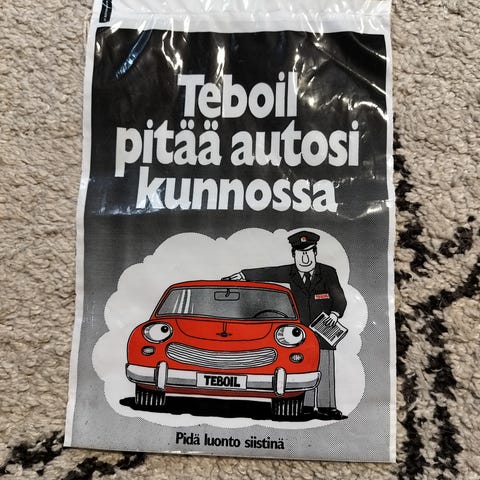 Teboil
pitää autosi
kunnossa
TEBOIL
Pidä luonto siistinä